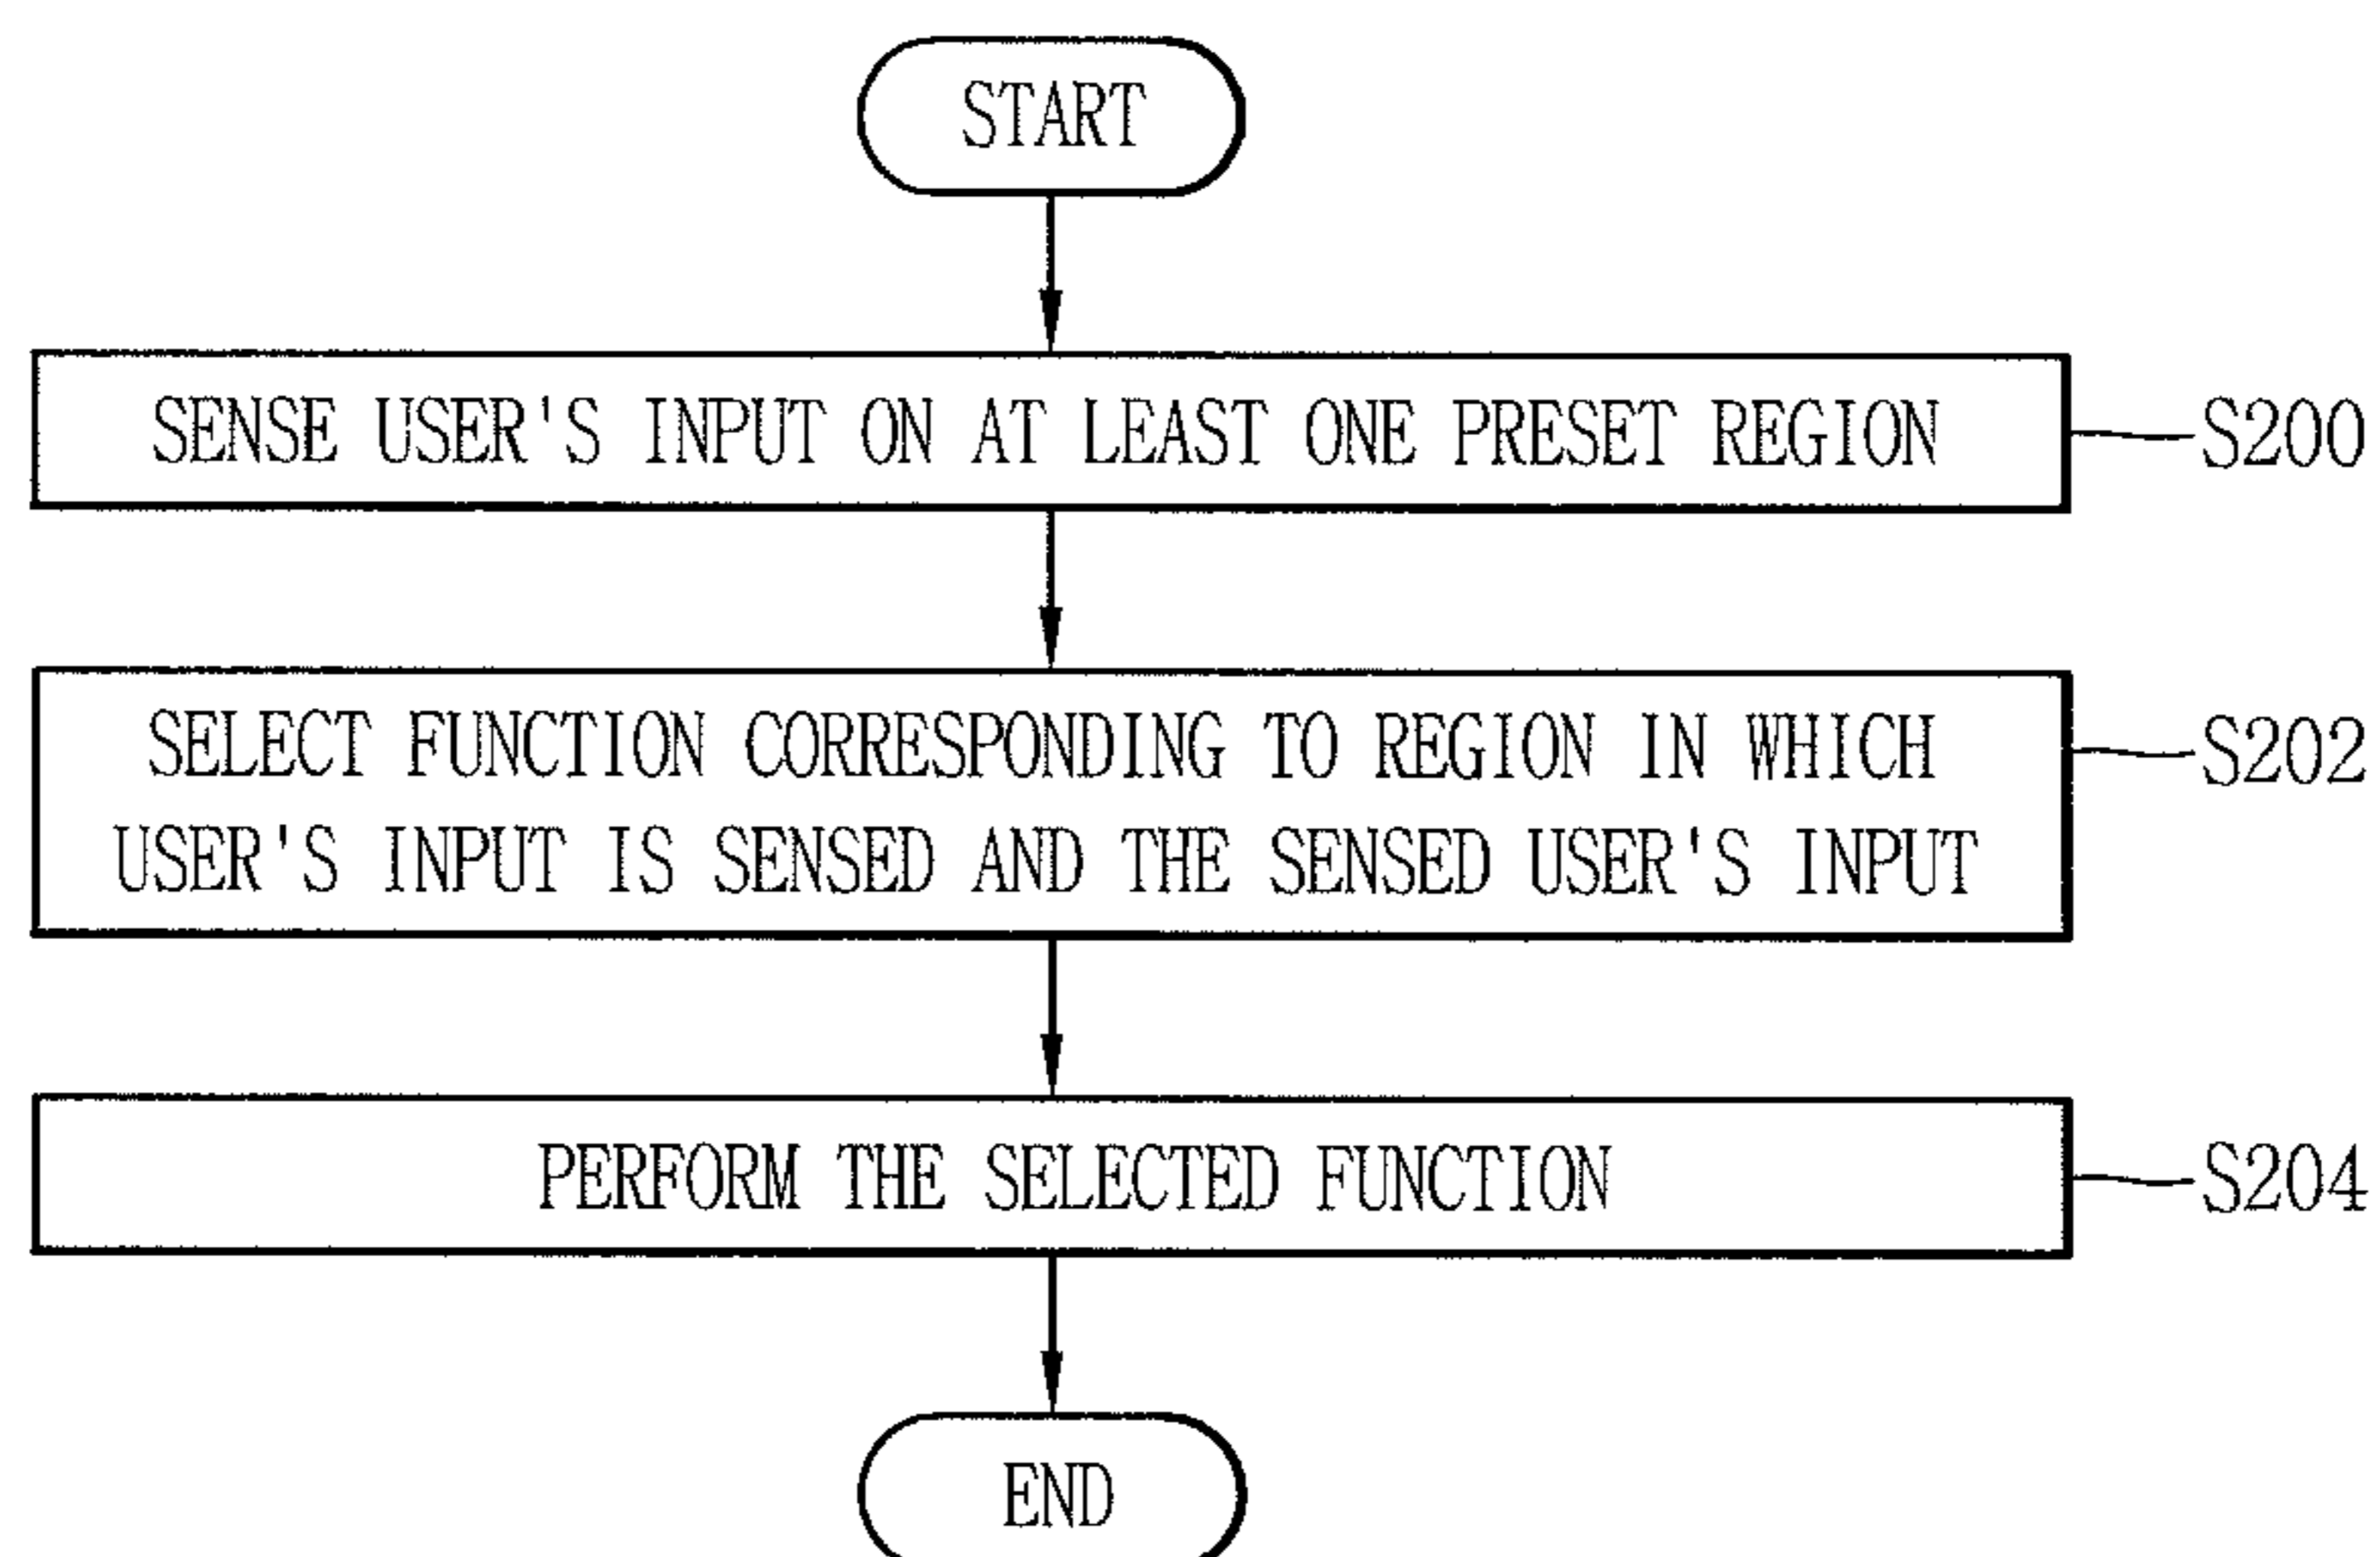 START
SENSE USER'S INPUT ON AT LEAST ONE PRESET REGION
S200
SELECT FUNCTION CORRESPONDING TO REGION IN WHICH
USER'S INPUT IS SENSED AND THE SENSED USER'S INPUT
S202
PERFORM THE SELECTED FUNCTION
S204
END